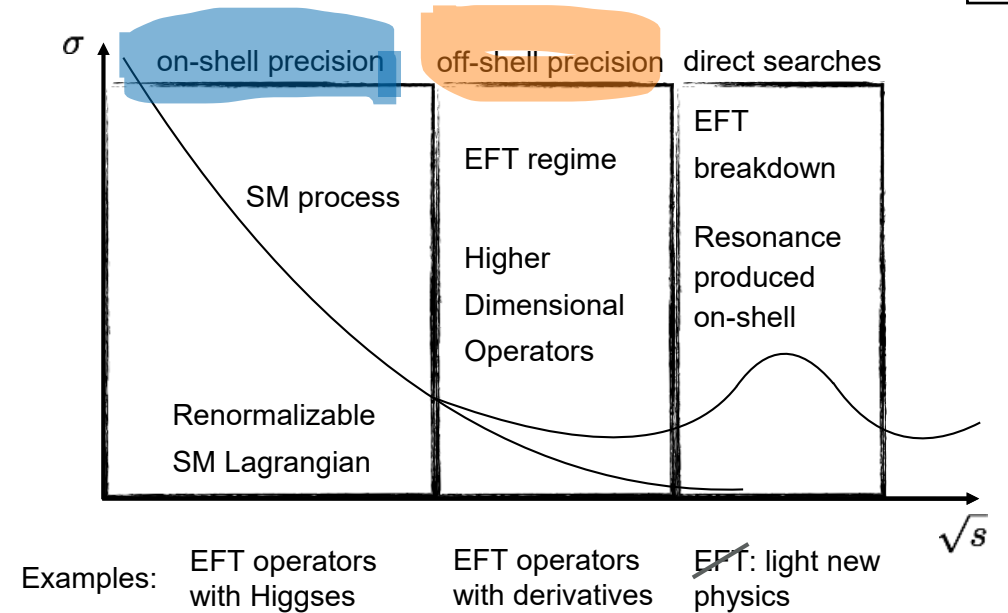 σ
on-shell precision
off-shell precision
direct searches
SM process
Renormalizable
SM Lagrangian
EFT regime
Higher
Dimensional
Operators
EFT
breakdown
Resonance
produced
on-shell
√s
Examples:
EFT operators
with Higgses
EFT operators
with derivatives
EFT: light new
physics